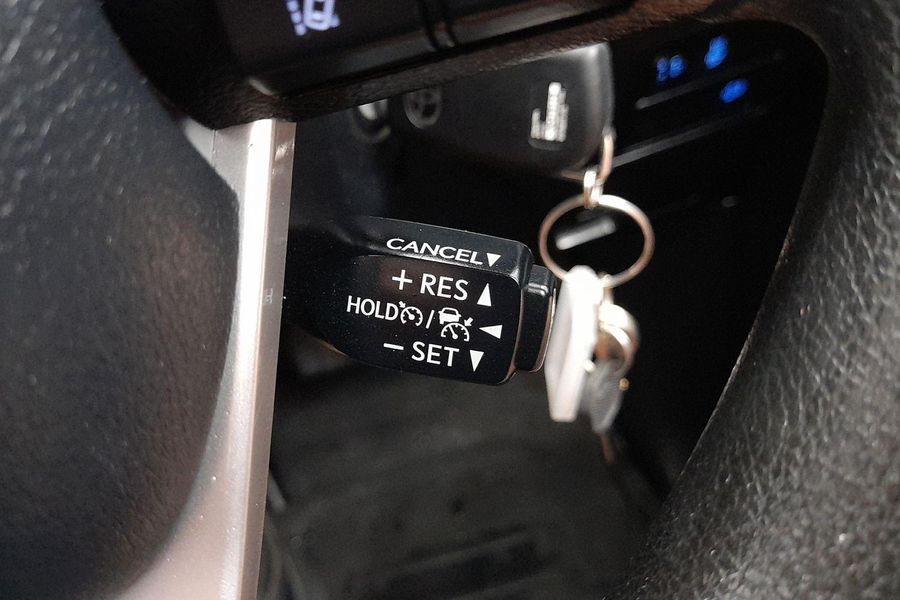 CANCEL▼
+ RES ▲
HOLD / ◀
− SET ▼